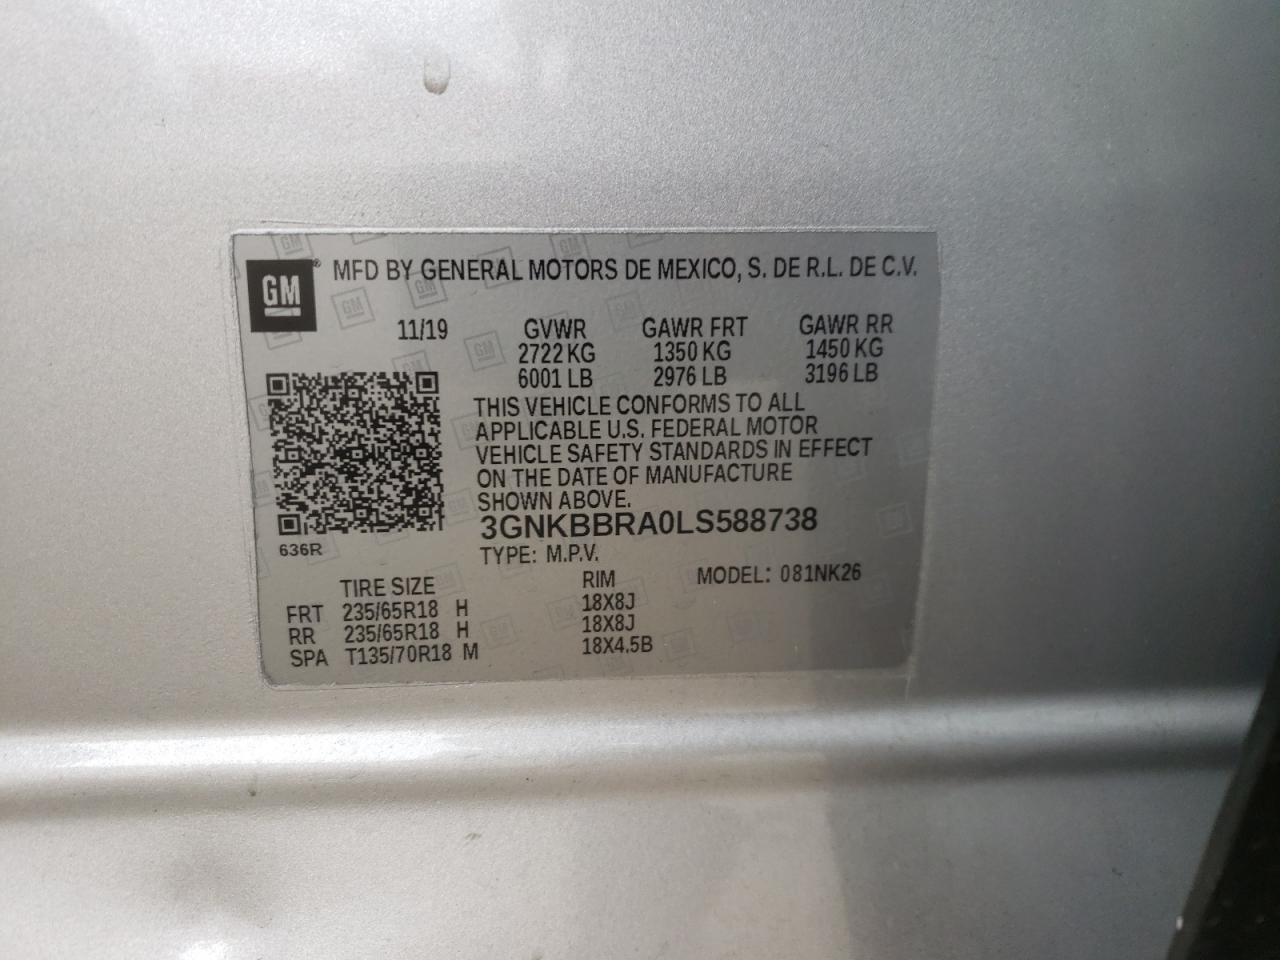 GM ® MFD BY GENERAL MOTORS DE MEXICO, S. DE R.L. DE C.V.
11/19 GVWR GAWR FRT GAWR RR
2722 KG 1350 KG 1450 KG
6001 LB 2976 LB 3196 LB
THIS VEHICLE CONFORMS TO ALL
APPLICABLE U.S. FEDERAL MOTOR
VEHICLE SAFETY STANDARDS IN EFFECT
ON THE DATE OF MANUFACTURE
SHOWN ABOVE.
3GNKBBRA0LS588738
636R
TYPE: M.P.V.
TIRE SIZE RIM MODEL: 081NK26
FRT 235/65R18 H 18X8J
RR 235/65R18 H 18X8J
SPA T135/70R18 M 18X4.5B